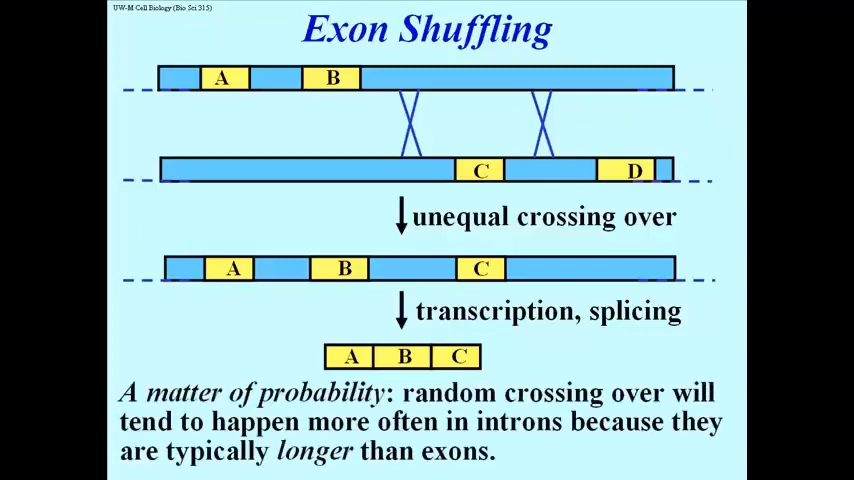 UW-M Cell Biology (Bio Sci 315)
Exon Shuffling
A B
C D
unequal crossing over
A B C
transcription, splicing
A B C
A matter of probability: random crossing over will
tend to happen more often in introns because they
are typically longer than exons.